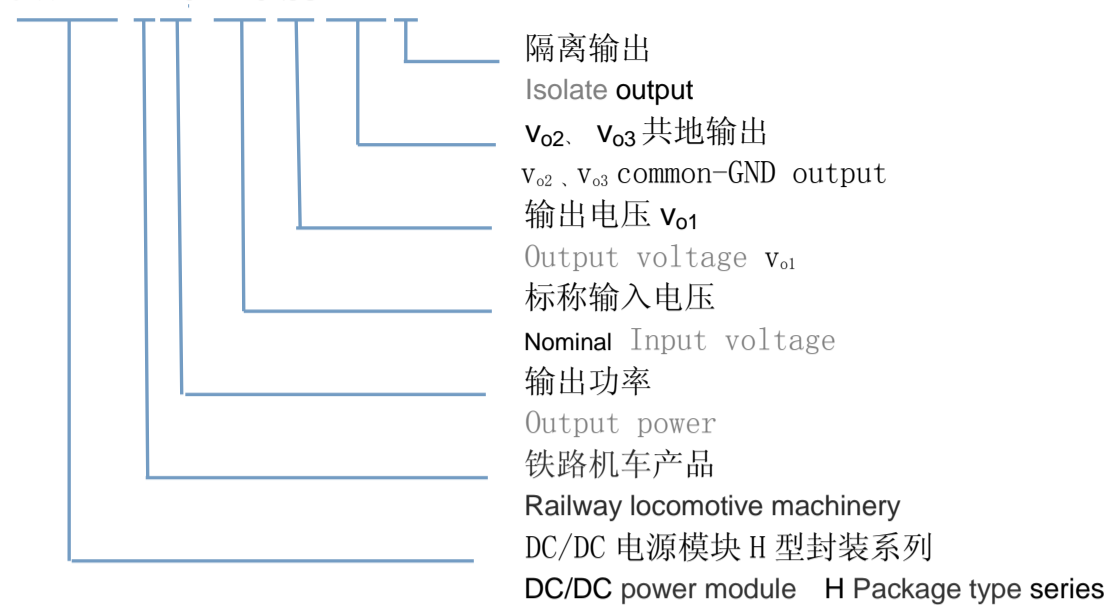 隔离输出
Isolate output
vo2、 vo3 共地输出
vo2 、vo3 common-GND output
输出电压 vo1
Output voltage vo1
标称输入电压
Nominal Input voltage
输出功率
Output power
铁路机车产品
Railway locomotive machinery
DC/DC 电源模块 H 型封装系列
DC/DC power module H Package type series